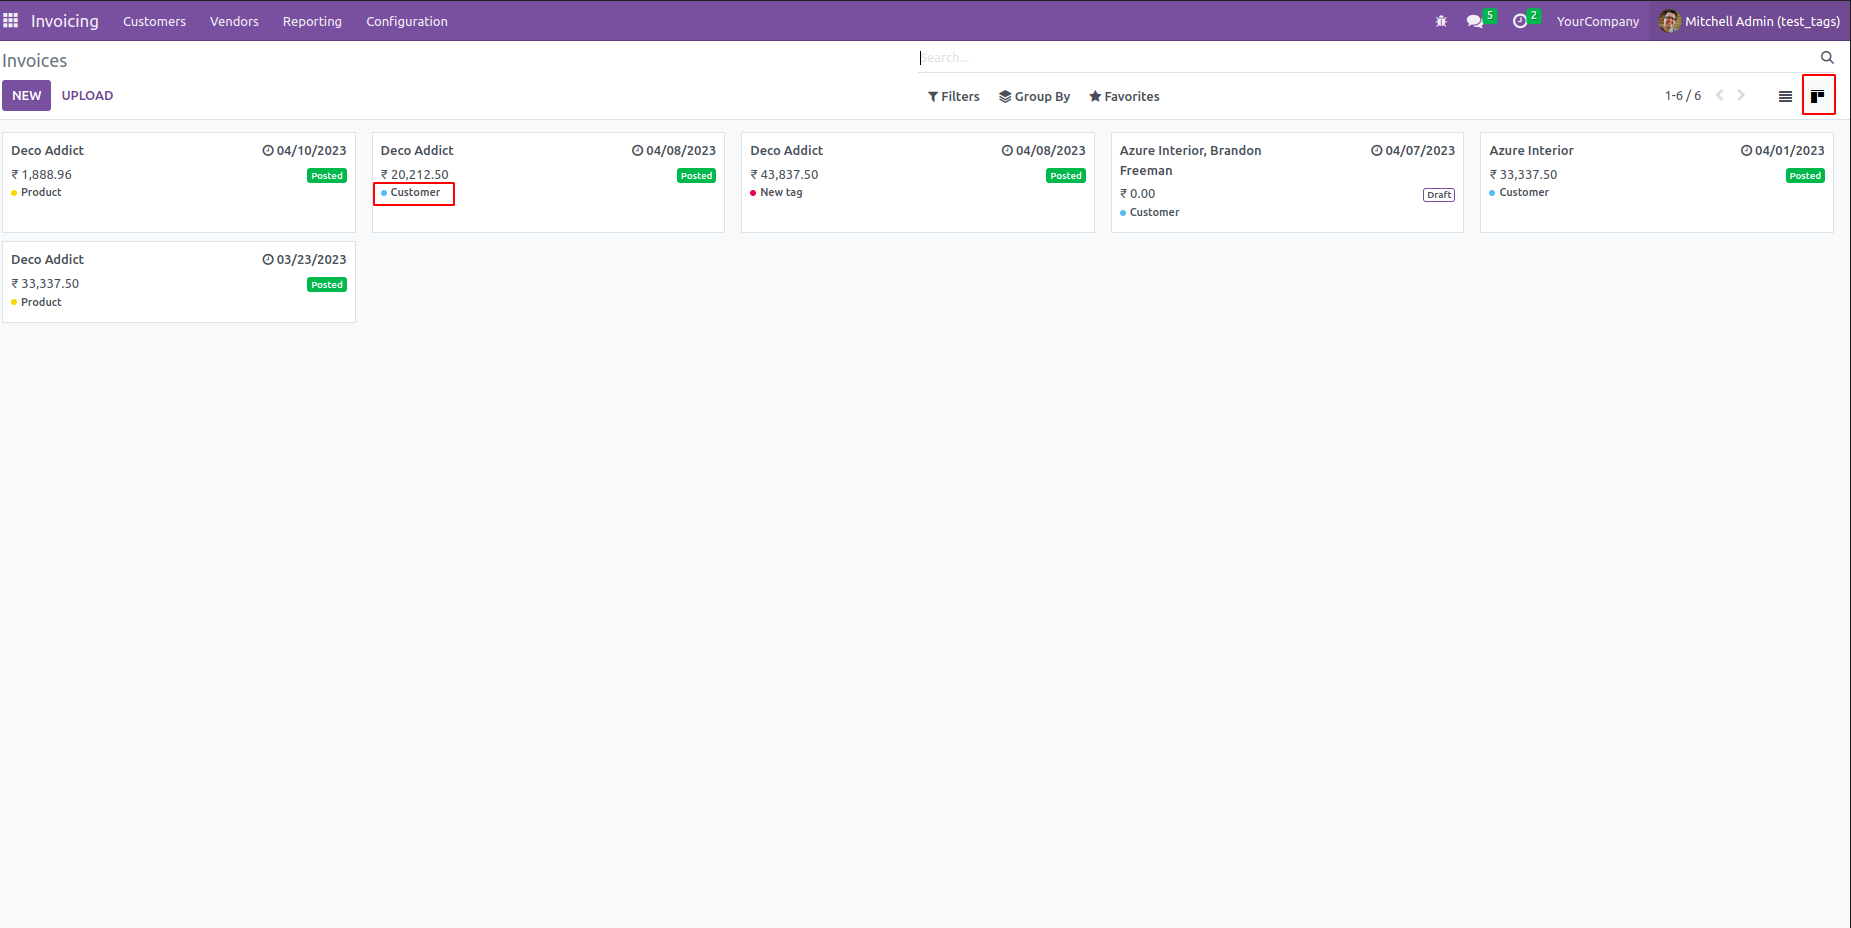 Invoicing Customers Vendors Reporting Configuration 5 2 YourCompany Mitchell Admin (test_tags)
Invoices Search...
NEW UPLOAD Filters Group By Favorites 1-6 / 6
Deco Addict 04/10/2023
₹ 1,888.96 Posted
Product
Deco Addict 04/08/2023
₹ 20,212.50 Posted
Customer
Deco Addict 04/08/2023
₹ 43,837.50 Posted
New tag
Azure Interior, Brandon 04/07/2023
Freeman
₹ 0.00 Draft
Customer
Azure Interior 04/01/2023
₹ 33,337.50 Posted
Customer
Deco Addict 03/23/2023
₹ 33,337.50 Posted
Product